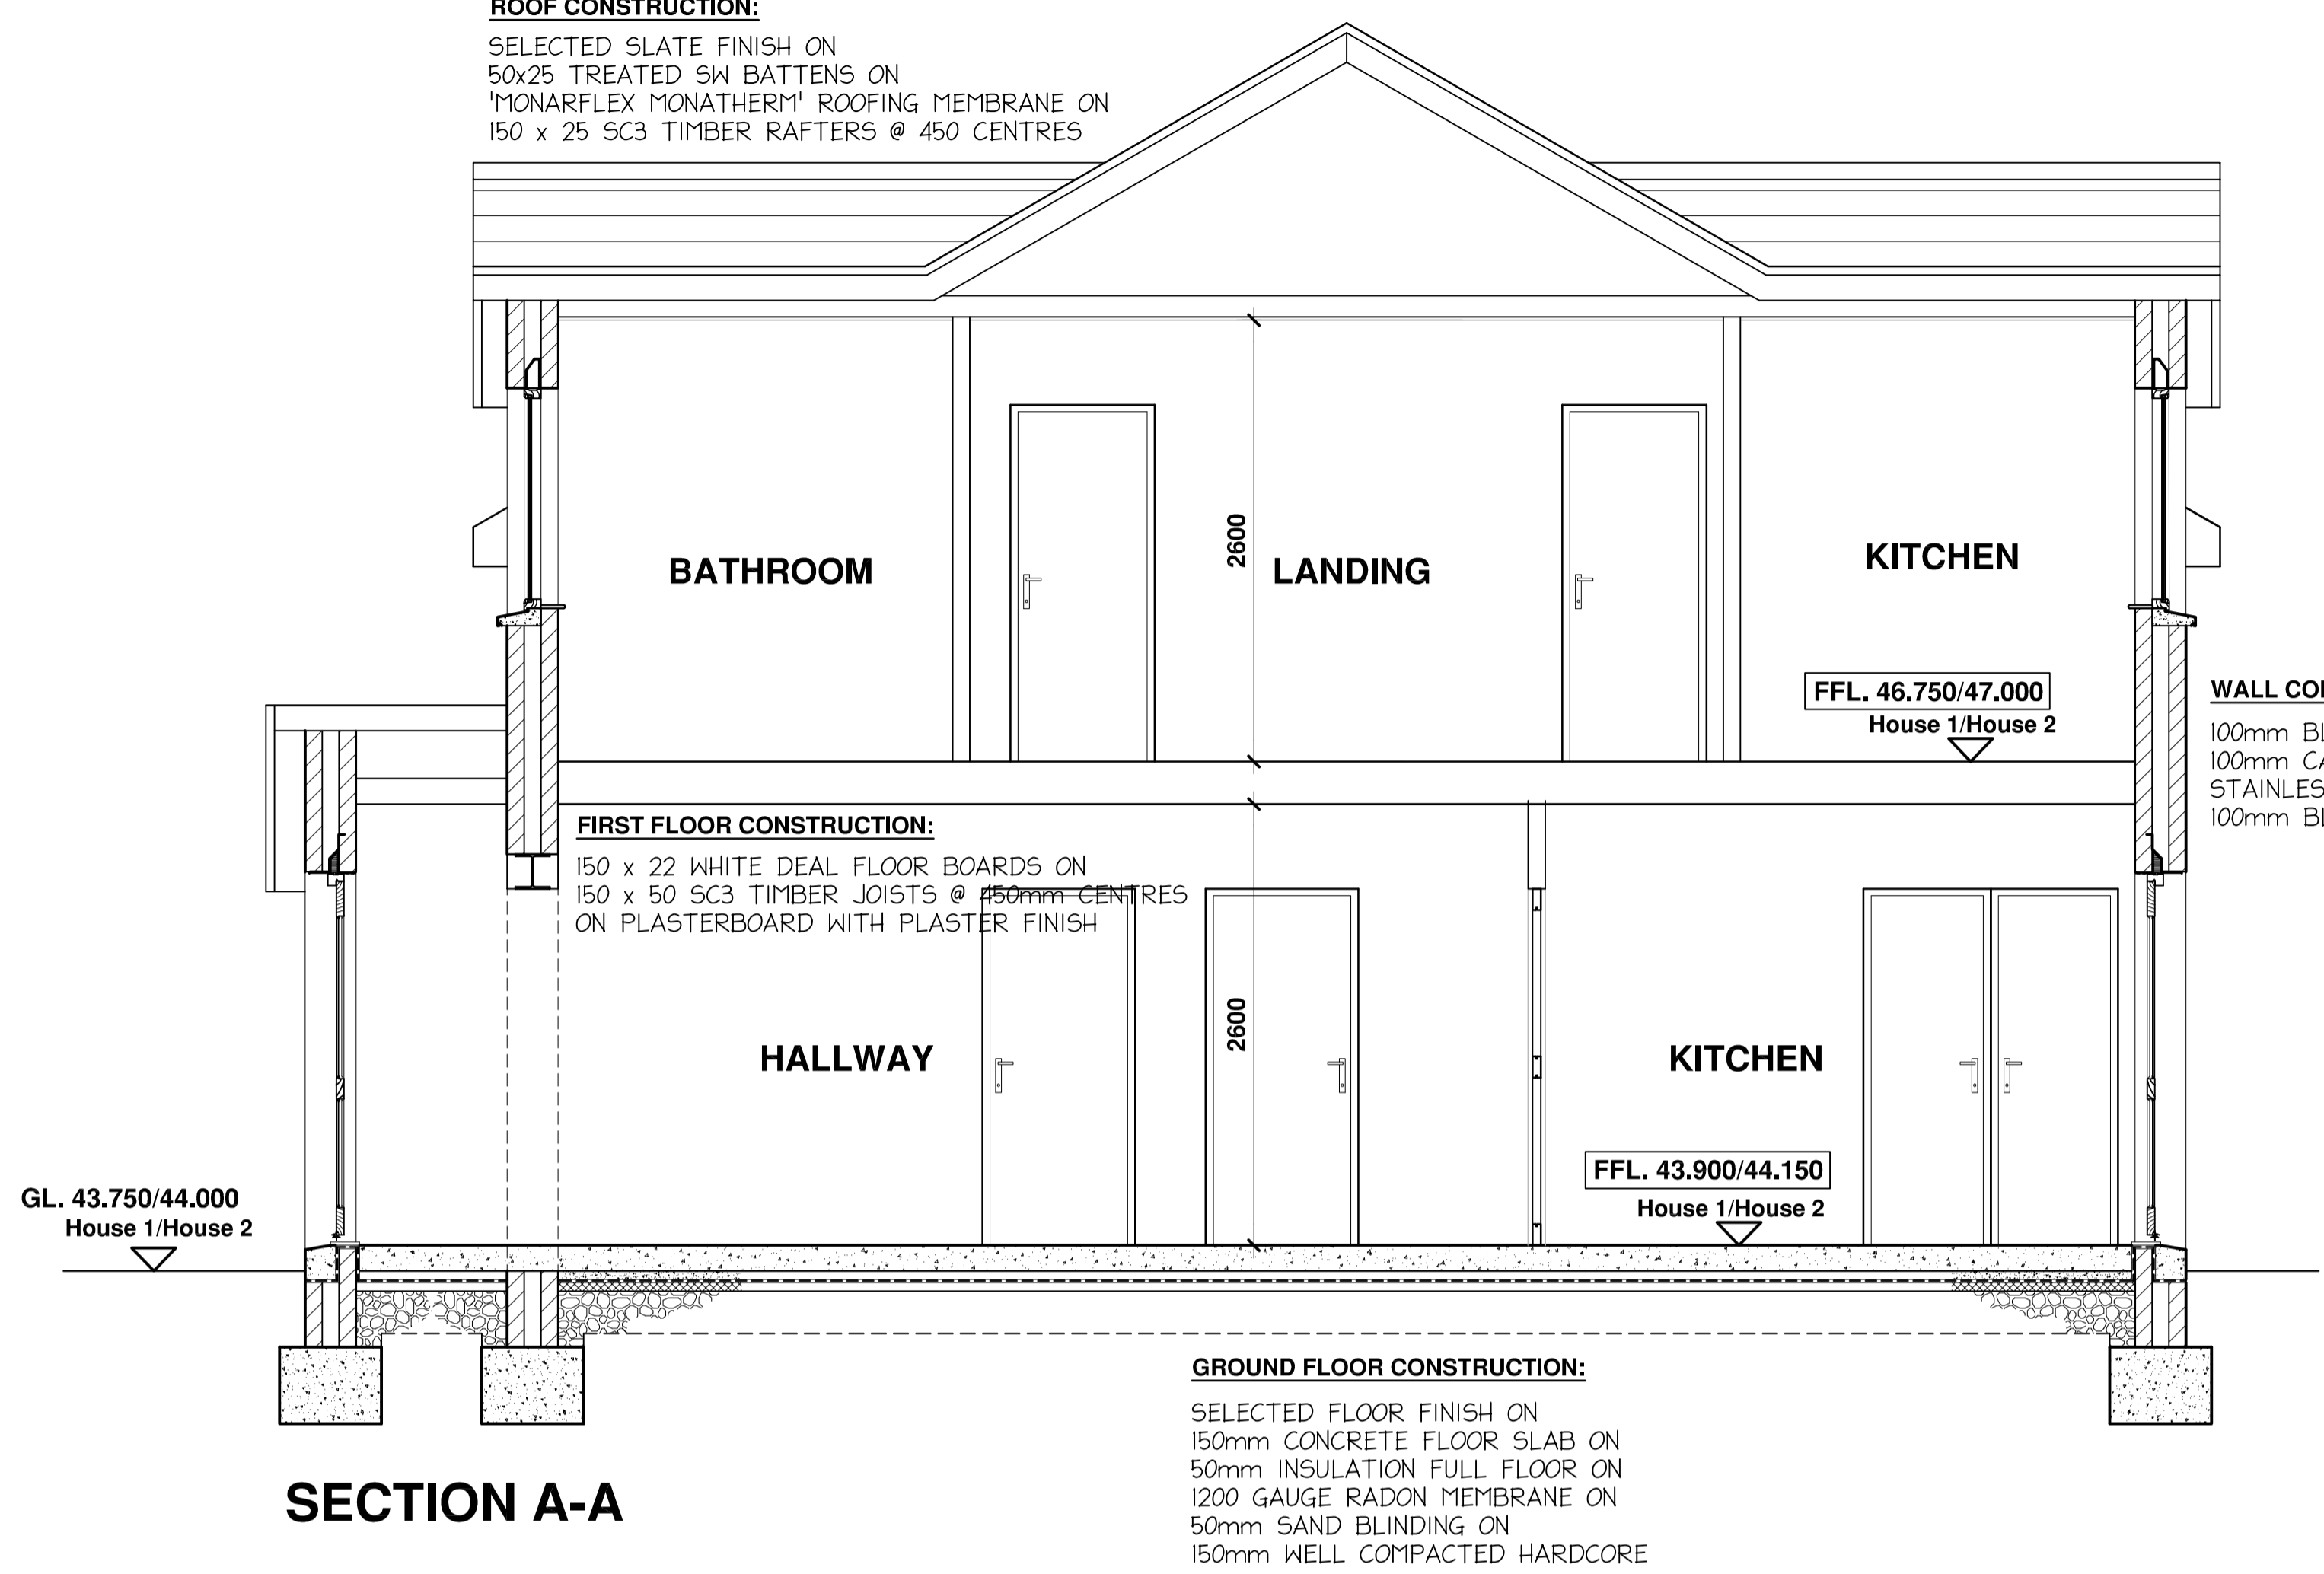 ROOF CONSTRUCTION:
SELECTED SLATE FINISH ON
50x25 TREATED SW BATTENS ON
'MONARFLEX MONATHERM' ROOFING MEMBRANE ON
150 x 25 SC3 TIMBER RAFTERS @ 450 CENTRES
BATHROOM
2600
LANDING
KITCHEN
FFL. 46.750/47.000
House 1/House 2
WALL
100mm
100mm
100mm
FIRST FLOOR CONSTRUCTION:
150 x 22 WHITE DEAL FLOOR BOARDS ON
150 x 50 SC3 TIMBER JOISTS @ 450mm CENTRES
ON PLASTERBOARD WITH PLASTER FINISH
HALLWAY
2600
KITCHEN
FFL. 43.900/44.150
House 1/House 2
GL. 43.750/44.000
House 1/House 2
GROUND FLOOR CONSTRUCTION:
SELECTED FLOOR FINISH ON
150mm CONCRETE FLOOR SLAB ON
50mm INSULATION FULL FLOOR ON
1200 GAUGE RADON MEMBRANE ON
50mm SAND BLINDING ON
150mm WELL COMPACTED HARDCORE
SECTION A-A